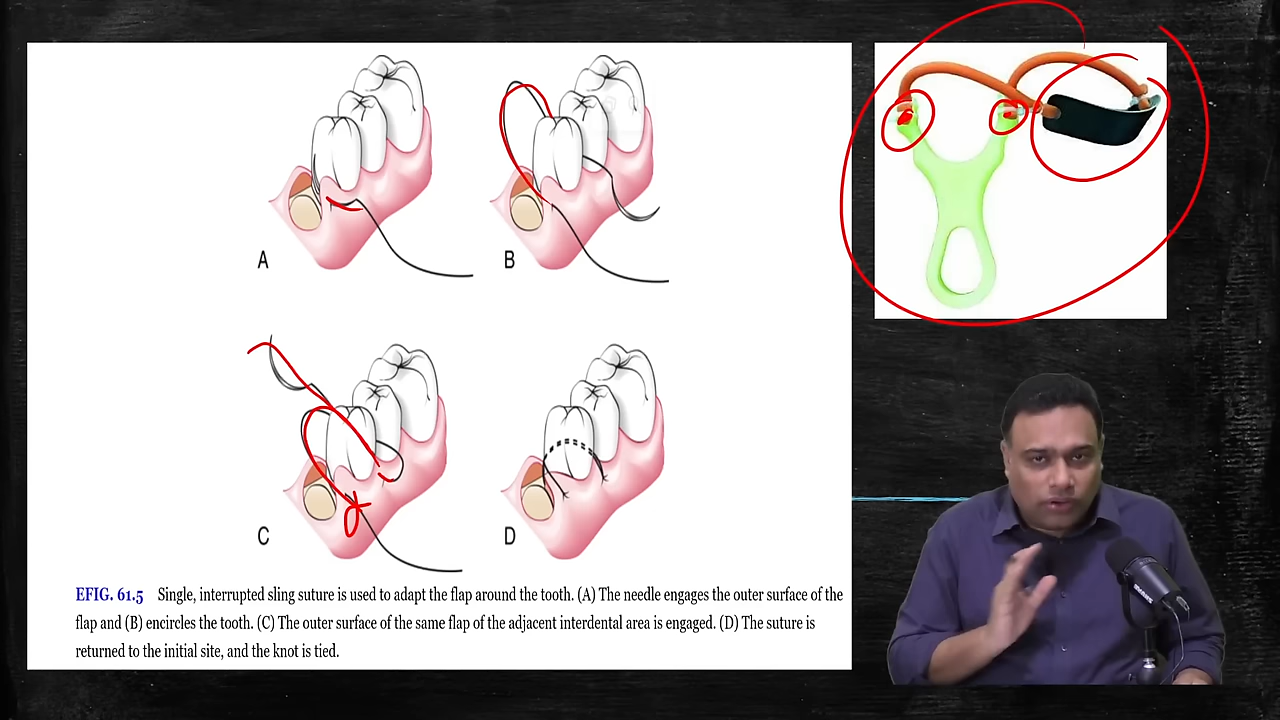 A
B
C
D
EFIG. 61.5 Single, interrupted sling suture is used to adapt the flap around the tooth. (A) The needle engages the outer surface of the
flap and (B) encircles the tooth. (C) The outer surface of the same flap of the adjacent interdental area is engaged. (D) The suture is
returned to the initial site, and the knot is tied.